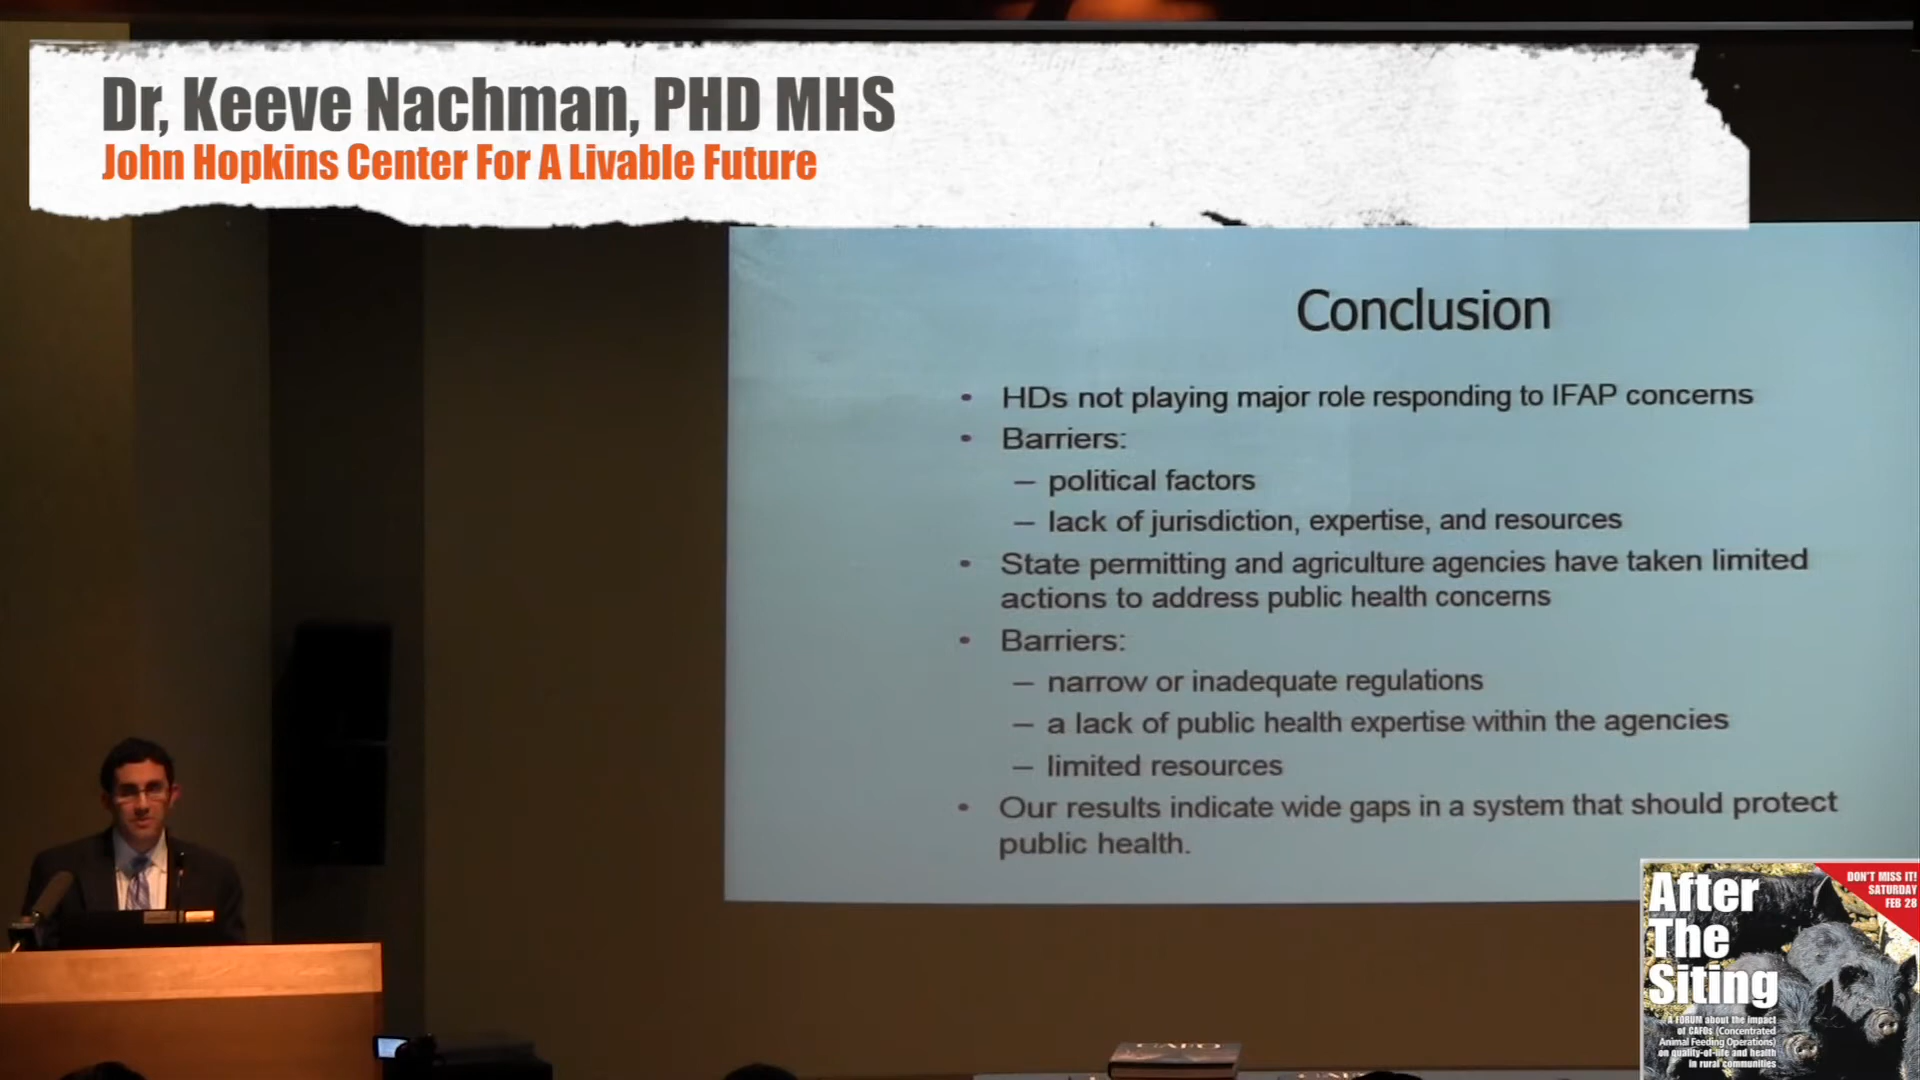 Dr, Keeve Nachman, PHD MHS
John Hopkins Center For A Livable Future
Conclusion
• HDs not playing major role responding to IFAP concerns
• Barriers:
– political factors
– lack of jurisdiction, expertise, and resources
• State permitting and agriculture agencies have taken limited
actions to address public health concerns
• Barriers:
– narrow or inadequate regulations
– a lack of public health expertise within the agencies
– limited resources
• Our results indicate wide gaps in a system that should protect
public health.
After
The
Siting
DON'T MISS IT!
SATURDAY
FEB 28
A FORUM about the impact
of CAFOs (Concentrated
Animal Feeding Operations)
on quality-of-life and health
in rural communities
CAFO